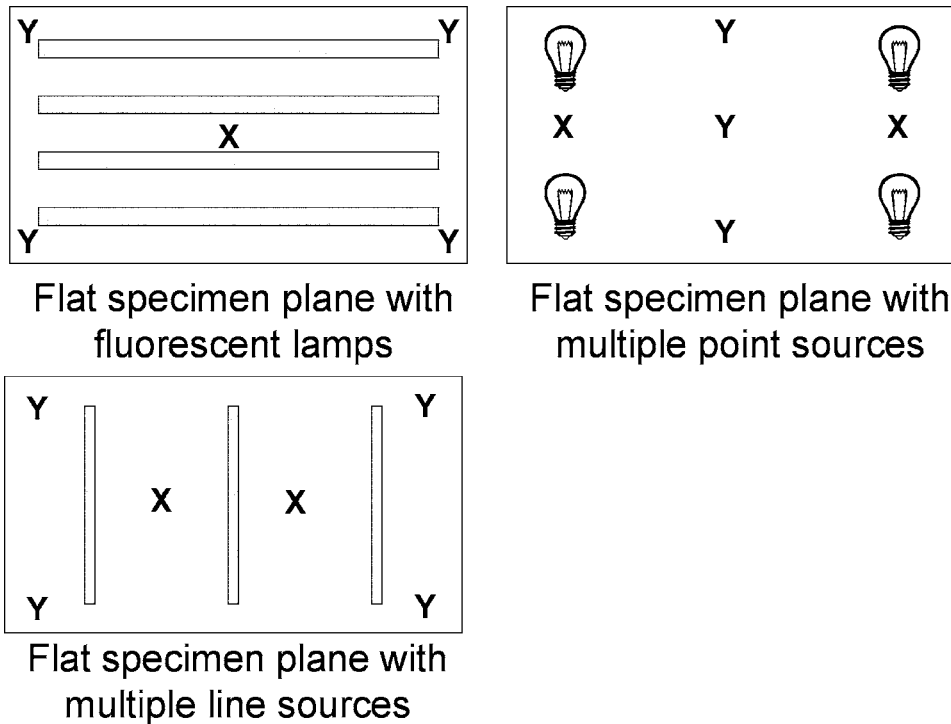 Y Y
X
Y Y
Flat specimen plane with
fluorescent lamps
Y
X Y X
Y
Flat specimen plane with
multiple point sources
Y Y
X X
Y Y
Flat specimen plane with
multiple line sources